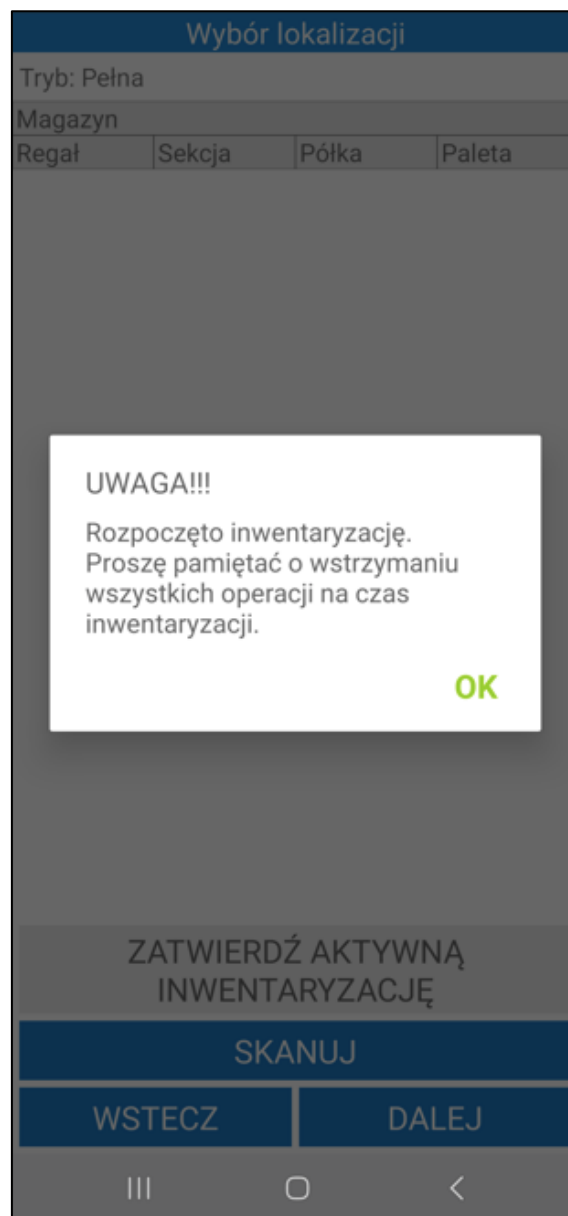 Wybór lokalizacji
Tryb: Pełna
Magazyn
Regał Sekcja Półka Paleta
UWAGA!!!
Rozpoczęto inwentaryzację.
Proszę pamiętać o wstrzymaniu
wszystkich operacji na czas
inwentaryzacji.
OK
ZATWIERDŹ AKTYWNĄ
INWENTARYZACJĘ
SKANUJ
WSTECZ DALEJ